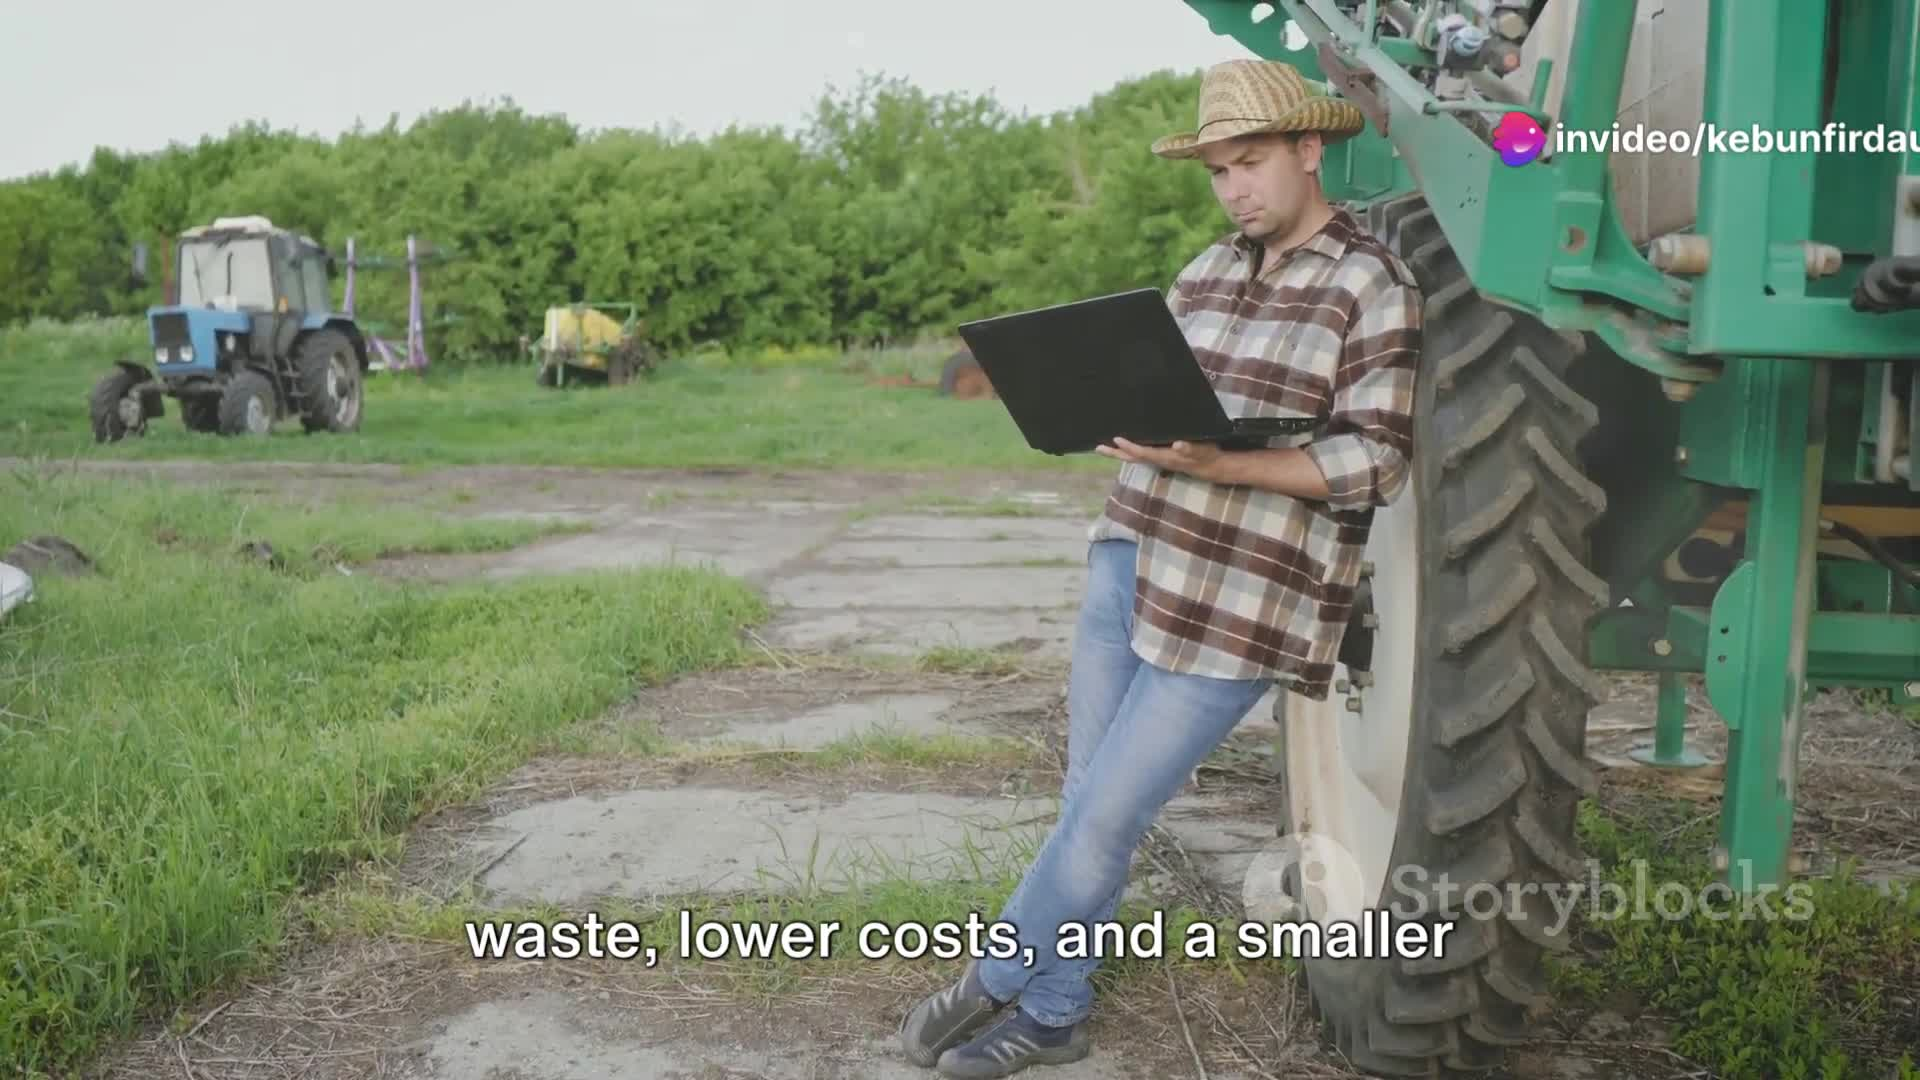 invideo/kebunfirdau
Storyblocks
waste, lower costs, and a smaller